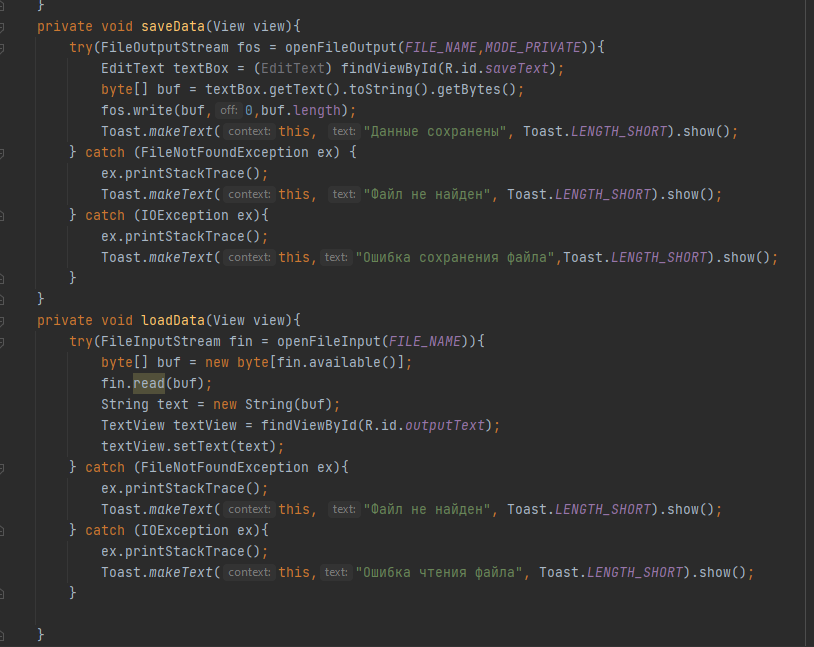 }
private void saveData(View view){
try(FileOutputStream fos = openFileOutput(FILE_NAME,MODE_PRIVATE)){
EditText textBox = (EditText) findViewById(R.id.saveText);
byte[] buf = textBox.getText().toString().getBytes();
fos.write(buf, off: 0,buf.length);
Toast.makeText( context: this, text: "Данные сохранены", Toast.LENGTH_SHORT).show();
} catch (FileNotFoundException ex) {
ex.printStackTrace();
Toast.makeText( context: this, text: "Файл не найден", Toast.LENGTH_SHORT).show();
} catch (IOException ex){
ex.printStackTrace();
Toast.makeText( context: this, text: "Ошибка сохранения файла",Toast.LENGTH_SHORT).show();
}
}
private void loadData(View view){
try(FileInputStream fin = openFileInput(FILE_NAME)){
byte[] buf = new byte[fin.available()];
fin.read(buf);
String text = new String(buf);
TextView textView = findViewById(R.id.outputText);
textView.setText(text);
} catch (FileNotFoundException ex){
ex.printStackTrace();
Toast.makeText( context: this, text: "Файл не найден", Toast.LENGTH_SHORT).show();
} catch (IOException ex){
ex.printStackTrace();
Toast.makeText( context: this, text: "Ошибка чтения файла", Toast.LENGTH_SHORT).show();
}
}